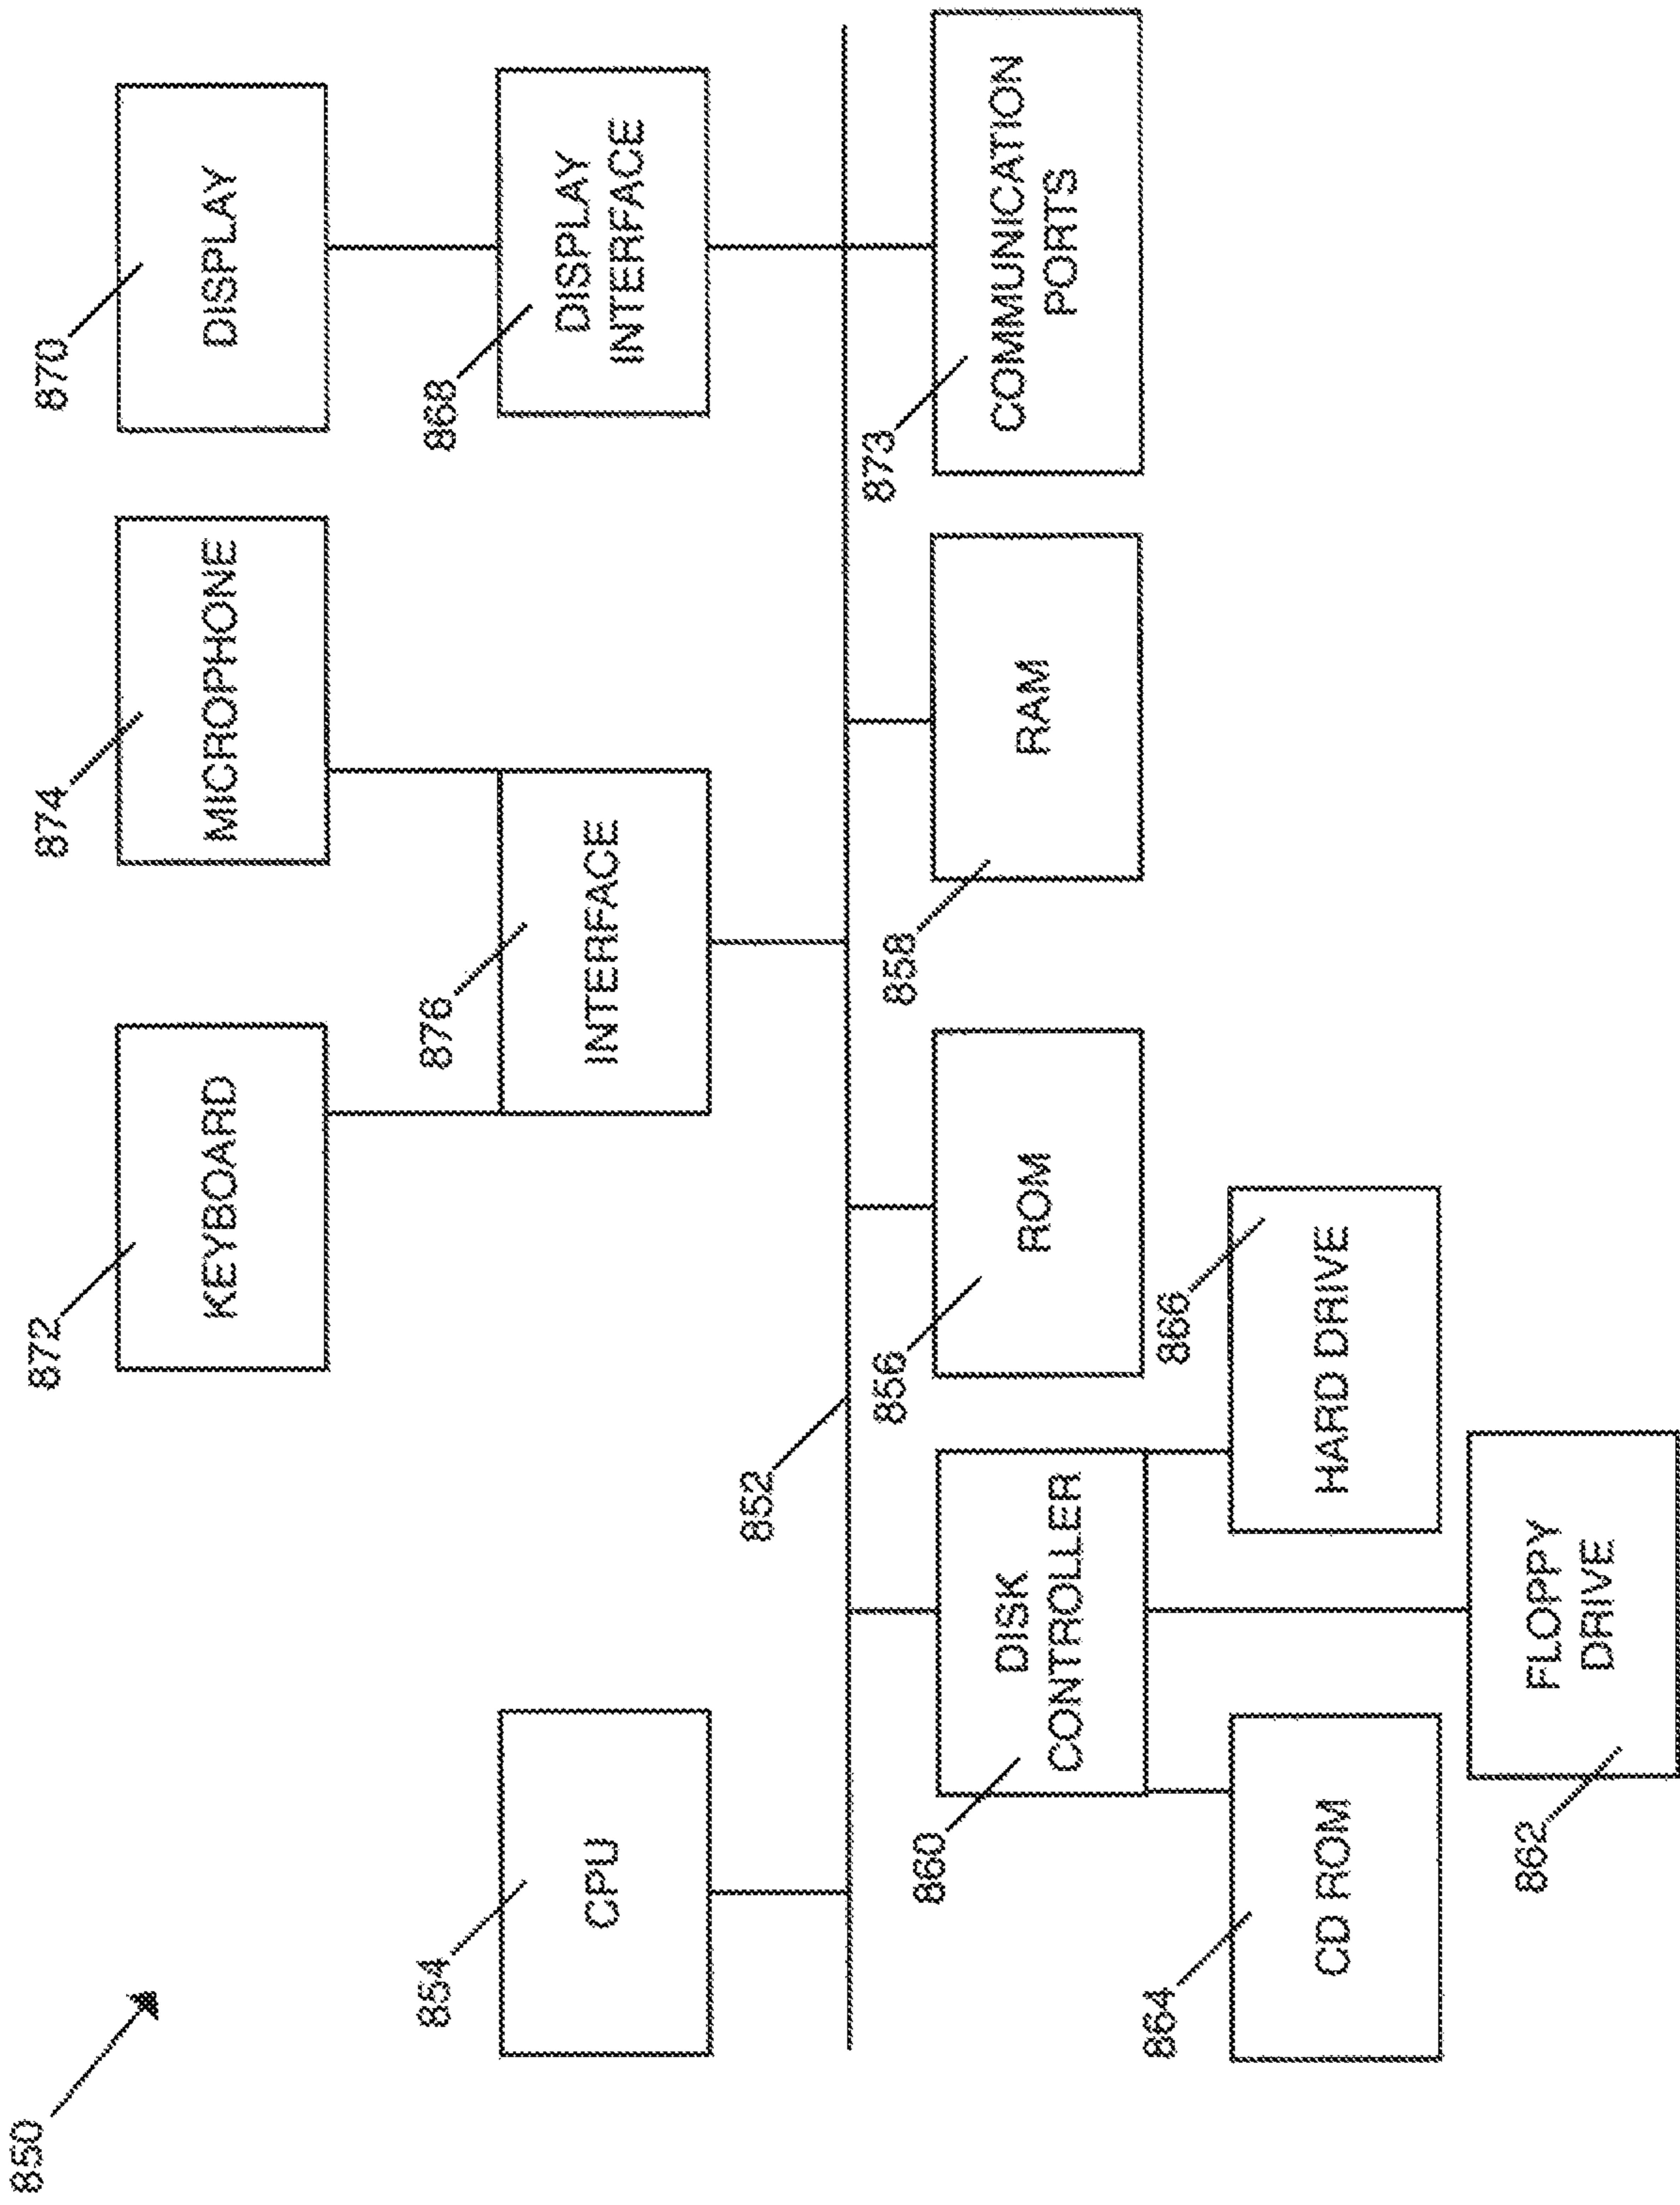 850
872
KEYBOARD
874
MICROPHONE
870
DISPLAY
854
CPU
876
INTERFACE
868
DISPLAY
INTERFACE
852
860
DISK
CONTROLLER
856
ROM
858
RAM
873
COMMUNICATION
PORTS
864
CD ROM
866
HARD DRIVE
862
FLOPPY
DRIVE